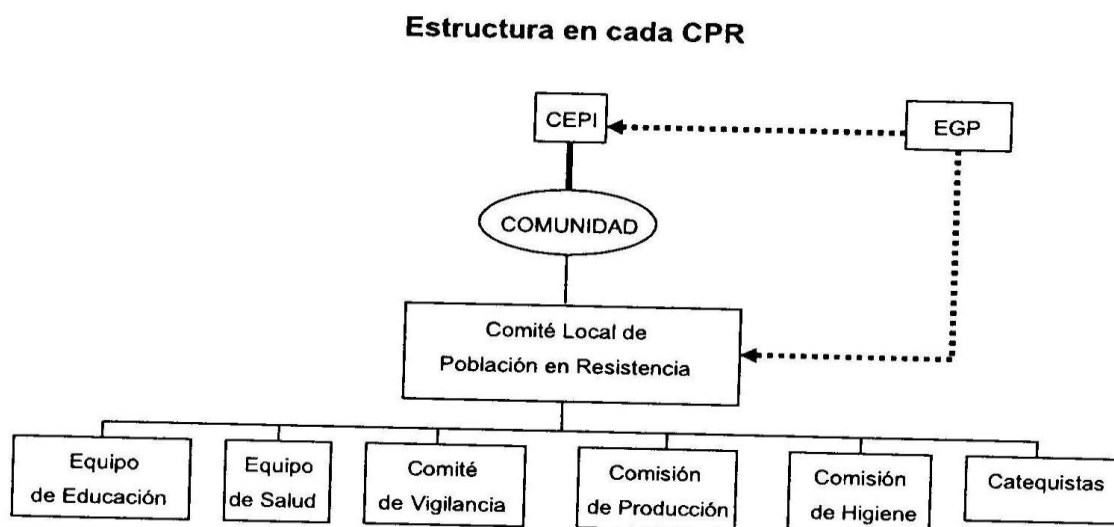 Estructura en cada CPR
CEPI
EGP
COMUNIDAD
Comité Local de
Población en Resistencia
Equipo
de Educación
Equipo
de Salud
Comité
de Vigilancia
Comisión
de Producción
Comisión
de Higiene
Catequistas